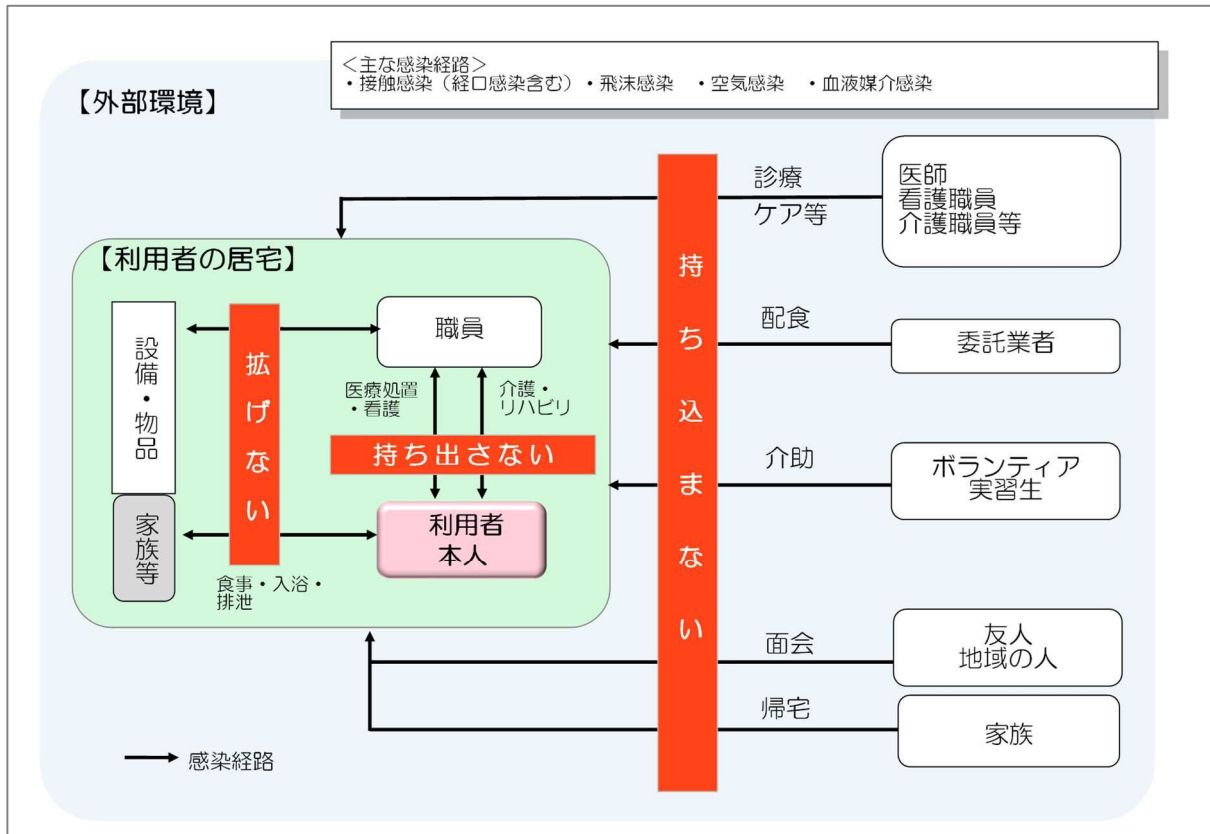 <主な感染経路>
・接触感染（経口感染含む）・飛沫感染　・空気感染　・血液媒介感染
【外部環境】
診療
ケア等
医師
看護職員
介護職員等
【利用者の居宅】
持ち込まない
設備・物品
拡げない
職員
配食
委託業者
医療処置
・看護
介護・
リハビリ
持ち出さない
介助
ボランティア
実習生
家族等
利用者
本人
食事・入浴・
排泄
面会
友人
地域の人
帰宅
家族
感染経路